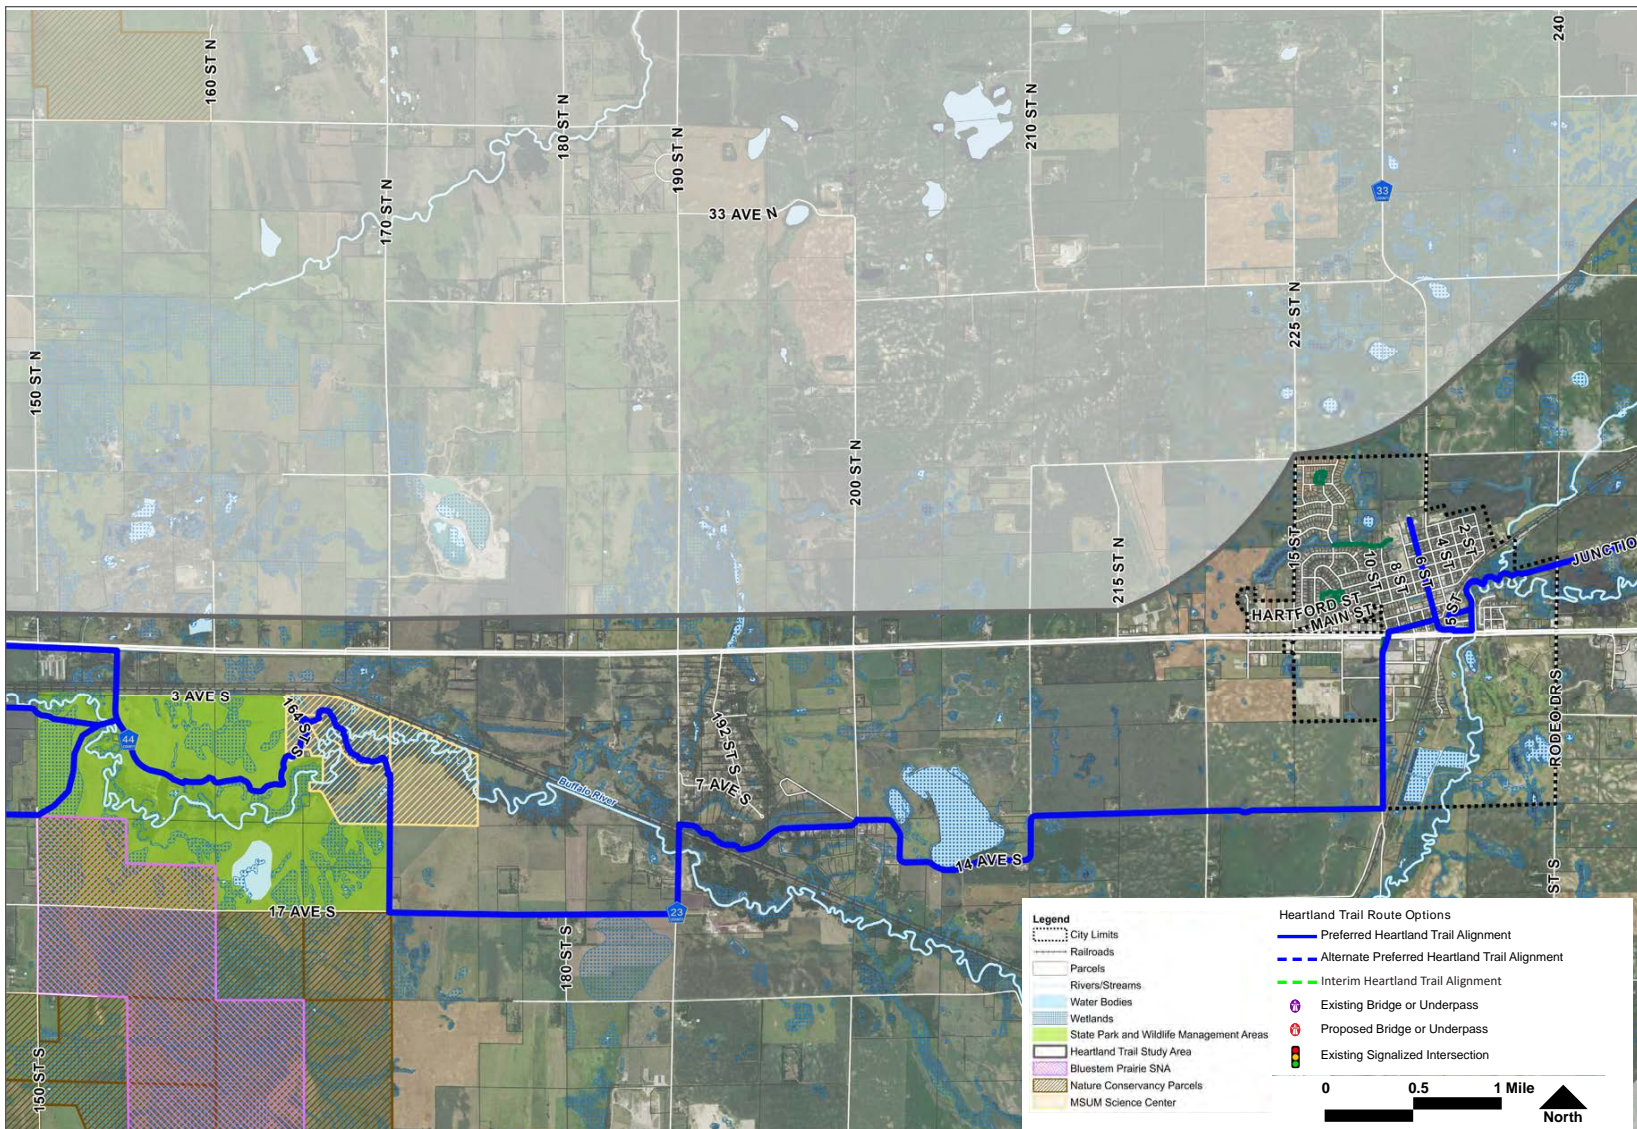 240
160 ST N
180 ST N
210 ST N
190 ST N
170 ST N
33
COUNTY
33 AVE N
225 ST N
150 ST N
200 ST N
215 ST N
15 ST
2 ST
4 ST
6 ST
8 ST
10 ST
JUNCTIO
HARTFORD ST
MAIN ST
5 ST
3 AVE S
164 ST S
44
COUNTY
192 ST S
RODEO DR S
7 AVE S
Buffalo River
14 AVE S
ST S
17 AVE S
23
COUNTY
180 ST S
150 ST S
Legend
City Limits
Railroads
Parcels
Rivers/Streams
Water Bodies
Wetlands
State Park and Wildlife Management Areas
Heartland Trail Study Area
Bluestem Prairie SNA
Nature Conservancy Parcels
MSUM Science Center
Heartland Trail Route Options
Preferred Heartland Trail Alignment
Alternate Preferred Heartland Trail Alignment
Interim Heartland Trail Alignment
Existing Bridge or Underpass
Proposed Bridge or Underpass
Existing Signalized Intersection
0 0.5 1 Mile
North